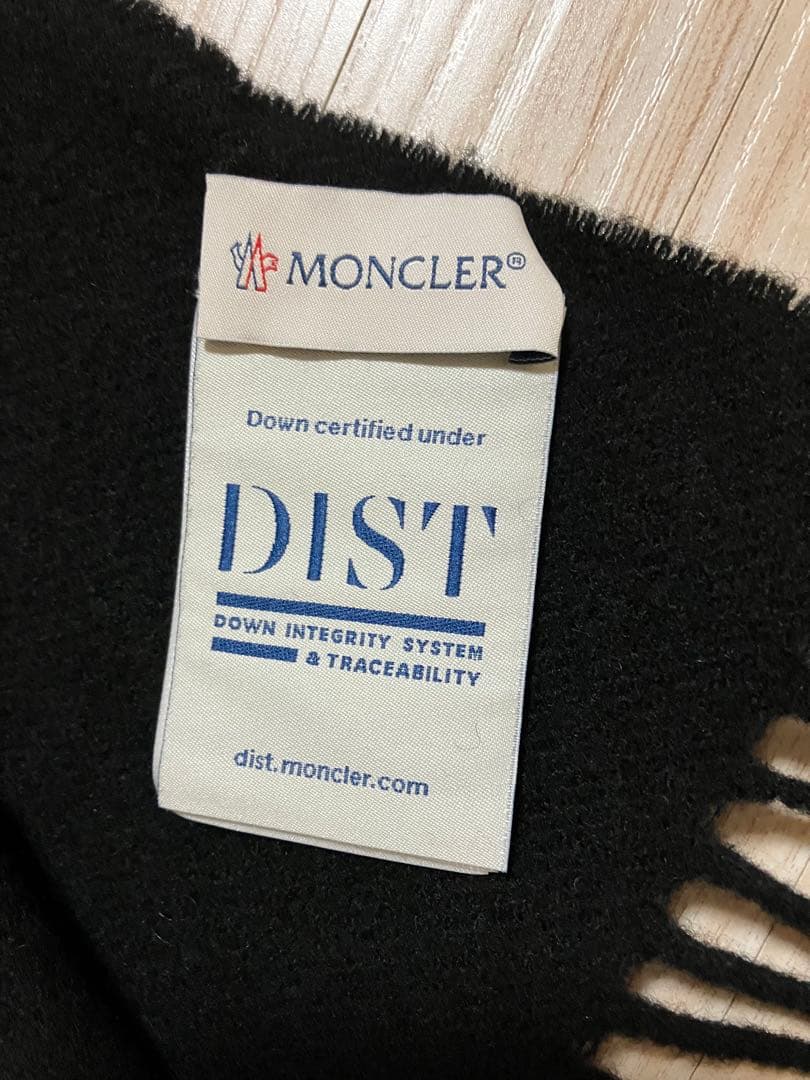 MONCLER®
Down certified under
DIST
DOWN INTEGRITY SYSTEM
& TRACEABILITY
dist.moncler.com